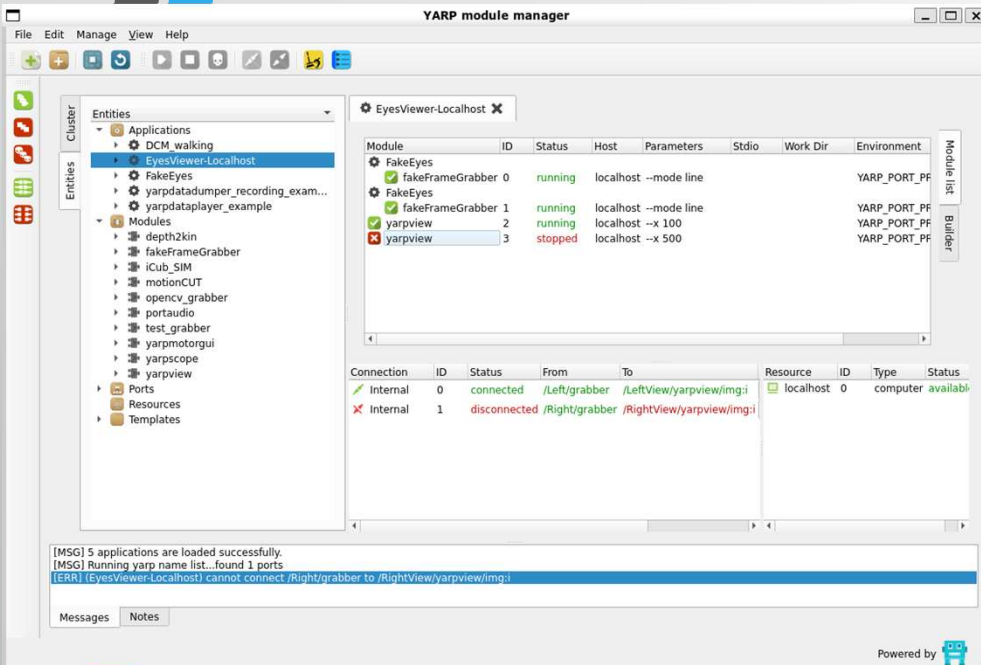 YARP module manager
File Edit Manage View Help
Cluster
Entities
Entities
Applications
DCM_walking
EyesViewer-Localhost
FakeEyes
yarpdatadumper_recording_exam...
yarpdataplayer_example
Modules
depth2kin
fakeFrameGrabber
iCub_SIM
motionCUT
opencv_grabber
portaudio
test_grabber
yarpmotorgui
yarpscope
yarpview
Ports
Resources
Templates
EyesViewer-Localhost
Module ID Status Host Parameters Stdio Work Dir Environment
FakeEyes
fakeFrameGrabber 0 running localhost --mode line YARP_PORT_PF
FakeEyes
fakeFrameGrabber 1 running localhost --mode line YARP_PORT_PF
yarpview 2 running localhost --x 100 YARP_PORT_PF
yarpview 3 stopped localhost --x 500 YARP_PORT_PF
Module list
Builder
Connection ID Status From To
Internal 0 connected /Left/grabber /LeftView/yarpview/img:i
Internal 1 disconnected /Right/grabber /RightView/yarpview/img:i
Resource ID Type Status
localhost 0 computer availabl
[MSG] 5 applications are loaded successfully.
[MSG] Running yarp name list...found 1 ports
[ERR] (EyesViewer-Localhost) cannot connect /Right/grabber to /RightView/yarpview/img:i
Messages Notes
Powered by